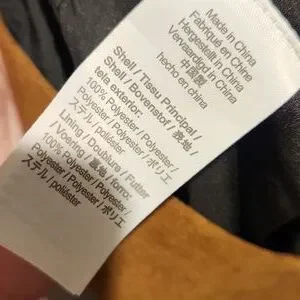 Made in China
Fabriqué en Chine
Hergestellt in China
Vervaardigd in China
中国製
hecho en china
Shell / Tissu Principal /
Shell / Bovenstof / 表地 /
tela exterior:
100% Polyester / Polyester /
Polyester / Polyester / ポリエ
ステル / poliéster
Lining / Doublure / Futter
/ Voering / 裏地 / forro:
100% Polyester / Polyester /
Polyester / Polyester / ポリエ
ステル / poliéster